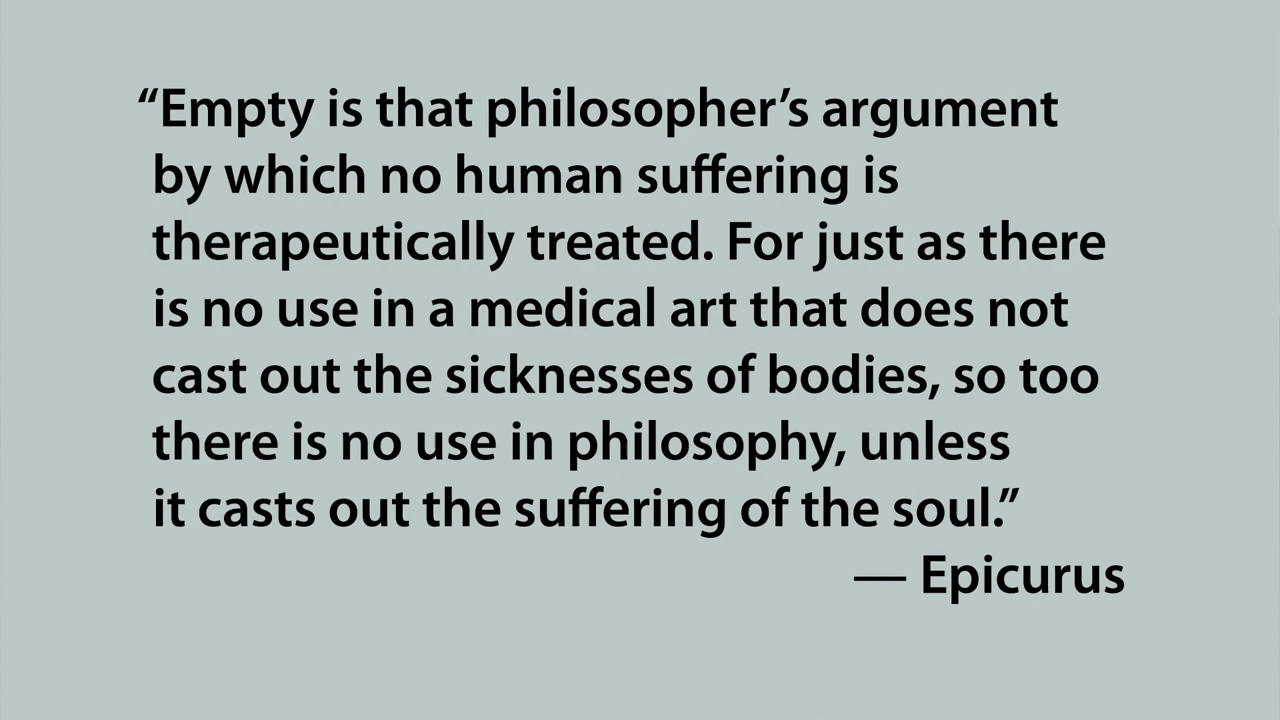 “Empty is that philosopher’s argument
by which no human suffering is
therapeutically treated. For just as there
is no use in a medical art that does not
cast out the sicknesses of bodies, so too
there is no use in philosophy, unless
it casts out the suffering of the soul.”
— Epicurus